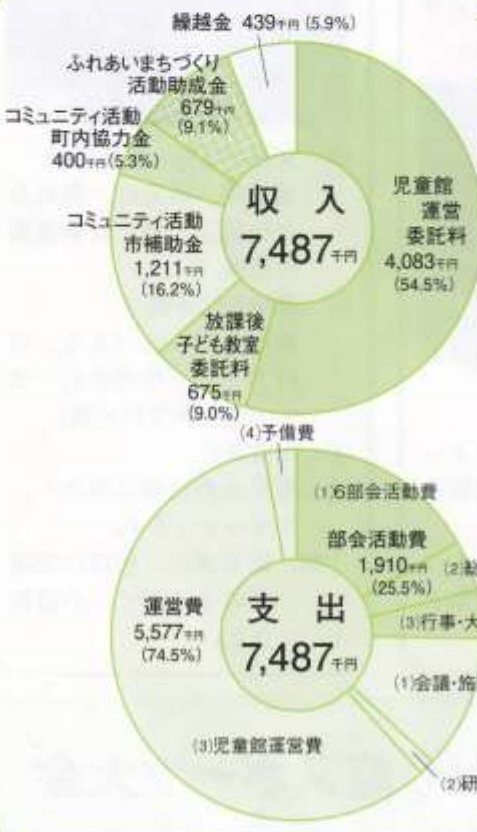 繰越金 439千円(5.9%)
ふれあいまちづくり
活動助成金
679千円
(9.1%)
コミュニティ活動
町内協力金
400千円(5.3%)
収 入
7,487千円
児童館
運営
委託料
4,083千円
(54.5%)
コミュニティ活動
市補助金
1,211千円
(16.2%)
放課後
子ども教室
委託料
675千円
(9.0%)
(4)予備費
(1)6部会活動費
部会活動費
1,910千円
(25.5%)
(2)総
(3)行事・大
運営費
5,577千円
(74.5%)
支 出
7,487千円
(1)会議・施
(3)児童館運営費
(2)研